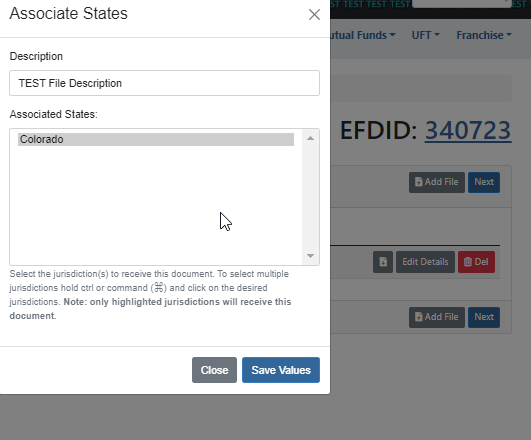 TEST TEST TEST TEST
EST
Associate States
utual Funds UFT Franchise
Description
TEST File Description
Associated States:
Colorado
EFDID: 340723
Add File Next
Edit Details Del
Select the jurisdiction(s) to receive this document. To select multiple
jurisdictions hold ctrl or command (⌘) and click on the desired
jurisdictions. Note: only highlighted jurisdictions will receive this
document.
Add File Next
Close Save Values